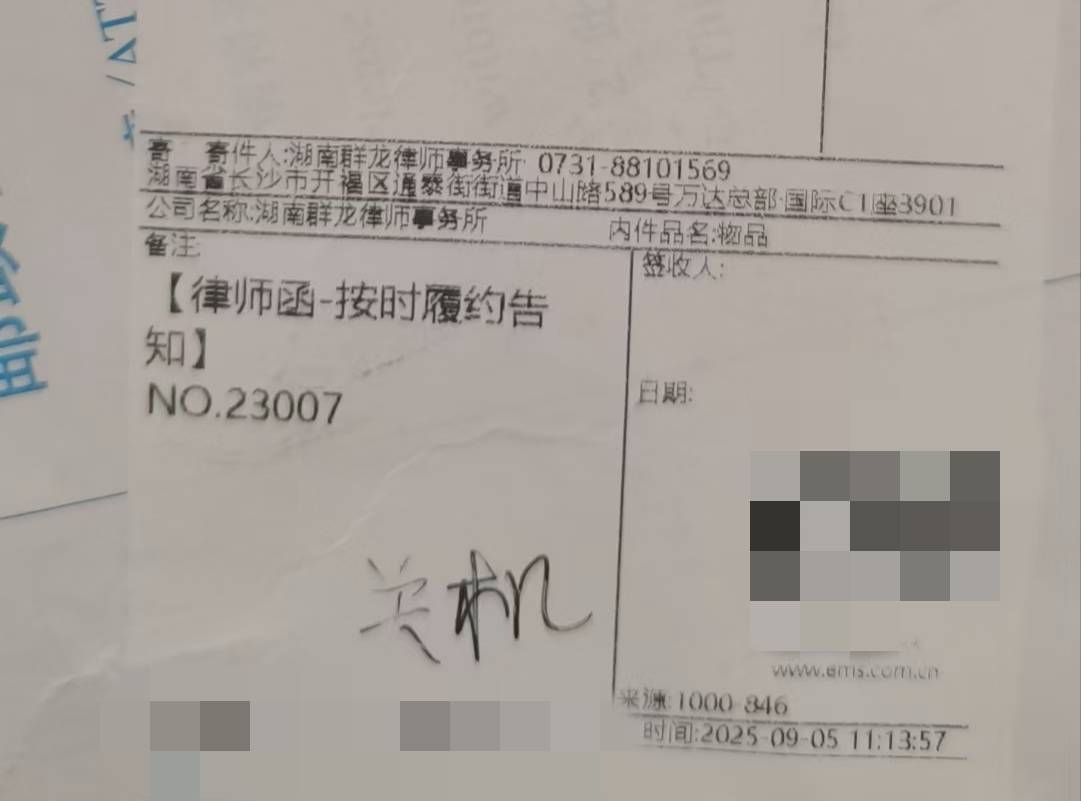 寄 寄件人:湖南群龙律师事务所 0731-88101569
湖南省长沙市开福区通泰街街道中山路589号万达总部·国际C1座3901
公司名称:湖南群龙律师事务所 内件品名:物品
备注:
签收人:
【律师函-按时履约告
知】
NO.23007
日期:
关机
www.ems.com.cn
来源:1000-846
时间:2025-09-05 11:13:57